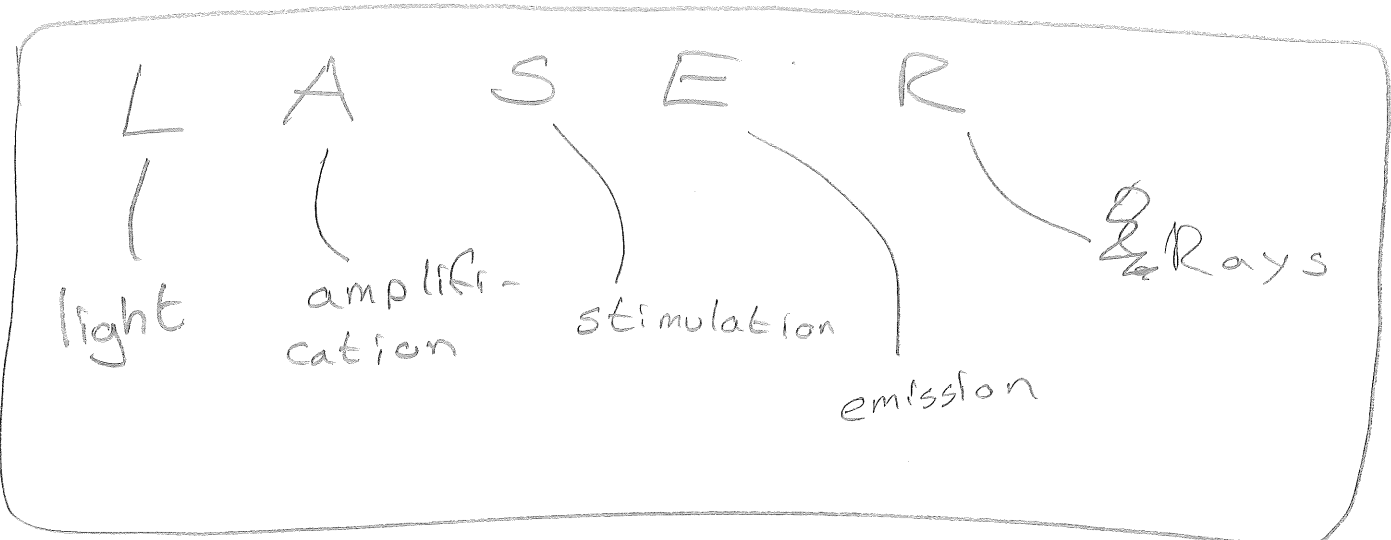 L A S E R
light
amplifi-
cation
stimulation
emission
Rays